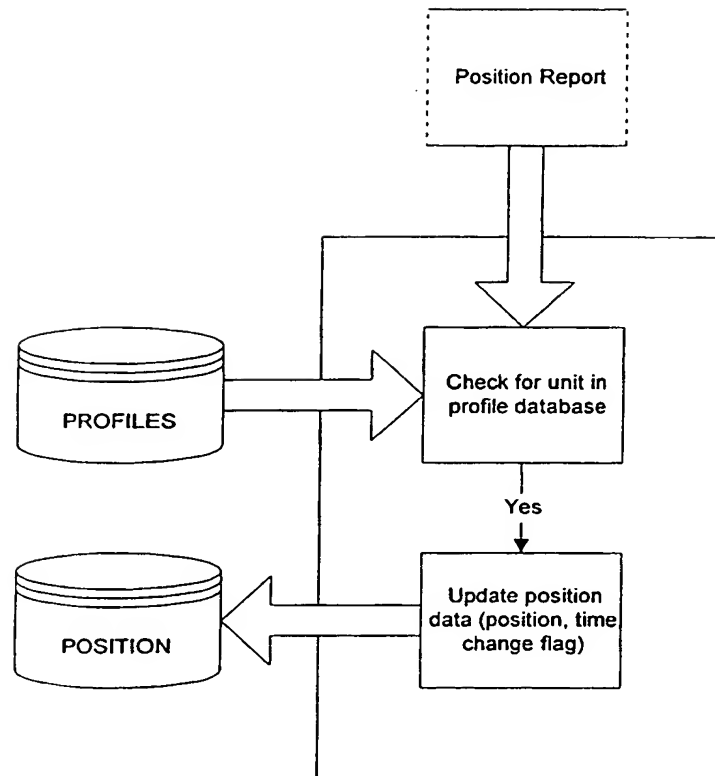 Position Report
Check for unit in
profile database
PROFILES
Yes
Update position
data (position, time
change flag)
POSITION